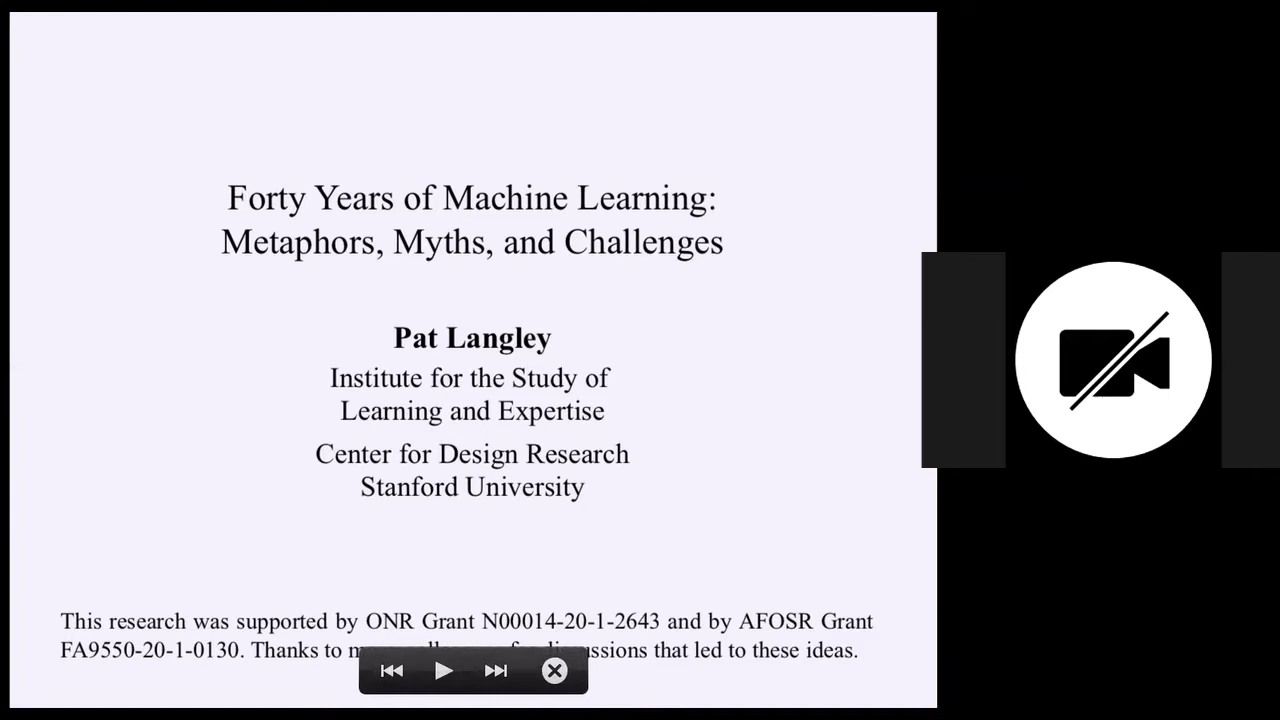 Forty Years of Machine Learning:
Metaphors, Myths, and Challenges
Pat Langley
Institute for the Study of
Learning and Expertise
Center for Design Research
Stanford University
This research was supported by ONR Grant N00014-20-1-2643 and by AFOSR Grant
FA9550-20-1-0130. Thanks to that led to these ideas.